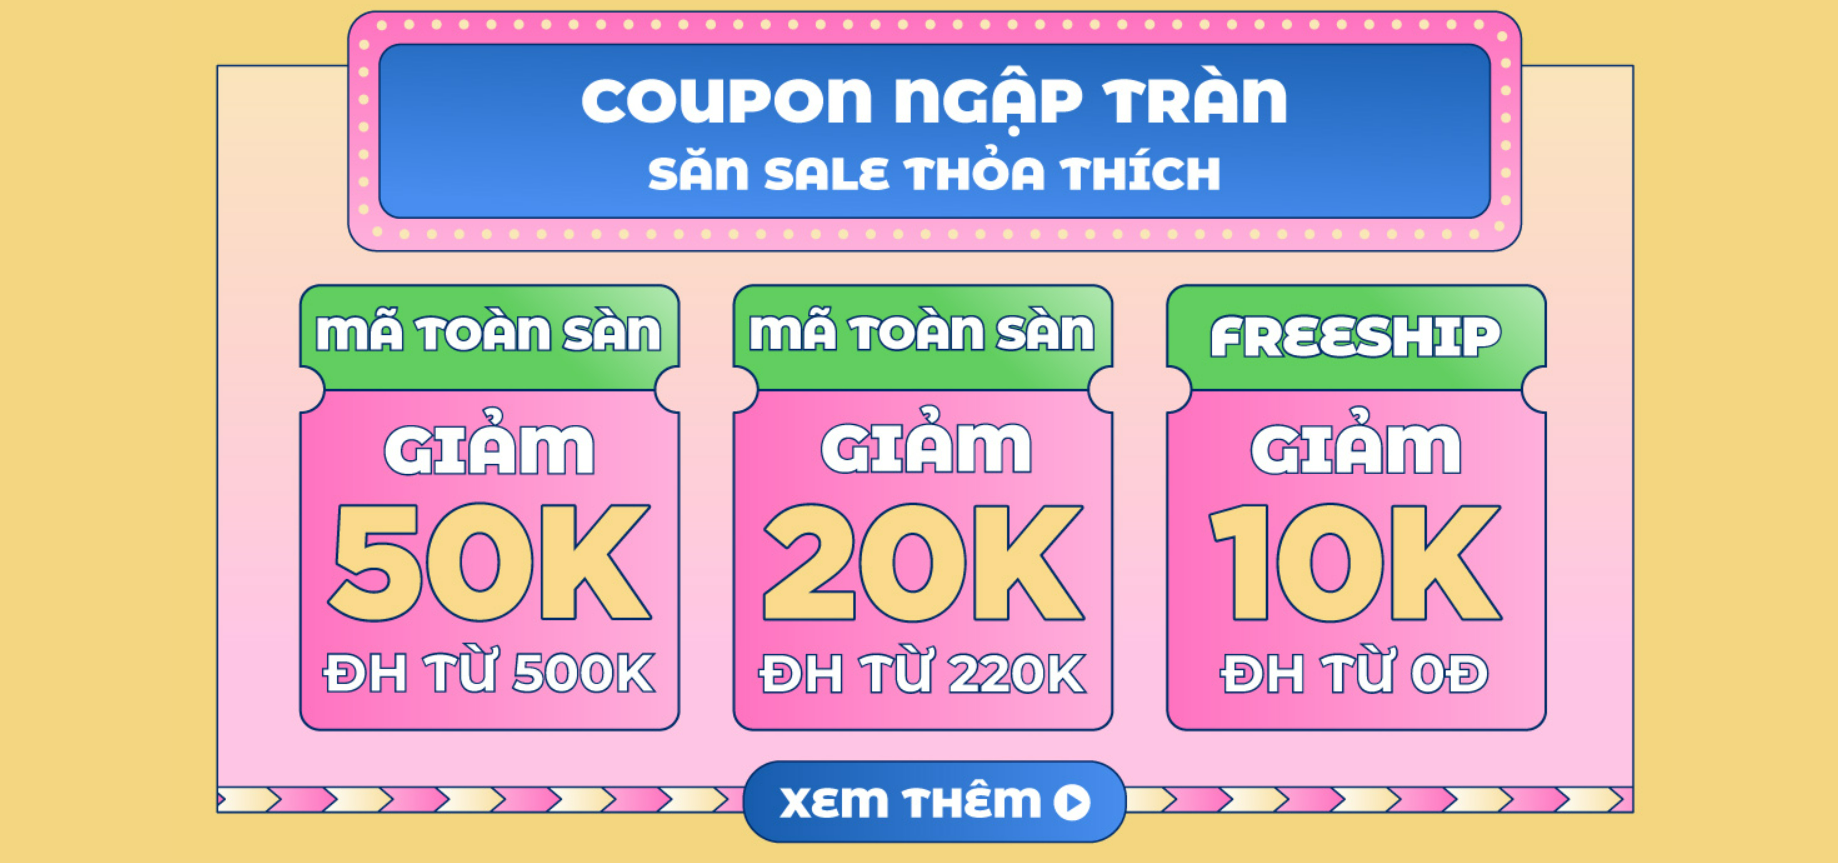 COUPON NGẬP TRÀN
SĂN SALE THỎA THÍCH
MÃ TOÀN SÀN
GIẢM
50K
ĐH TỪ 500K
MÃ TOÀN SÀN
GIẢM
20K
ĐH TỪ 220K
FREESHIP
GIẢM
10K
ĐH TỪ 0Đ
XEM THÊM